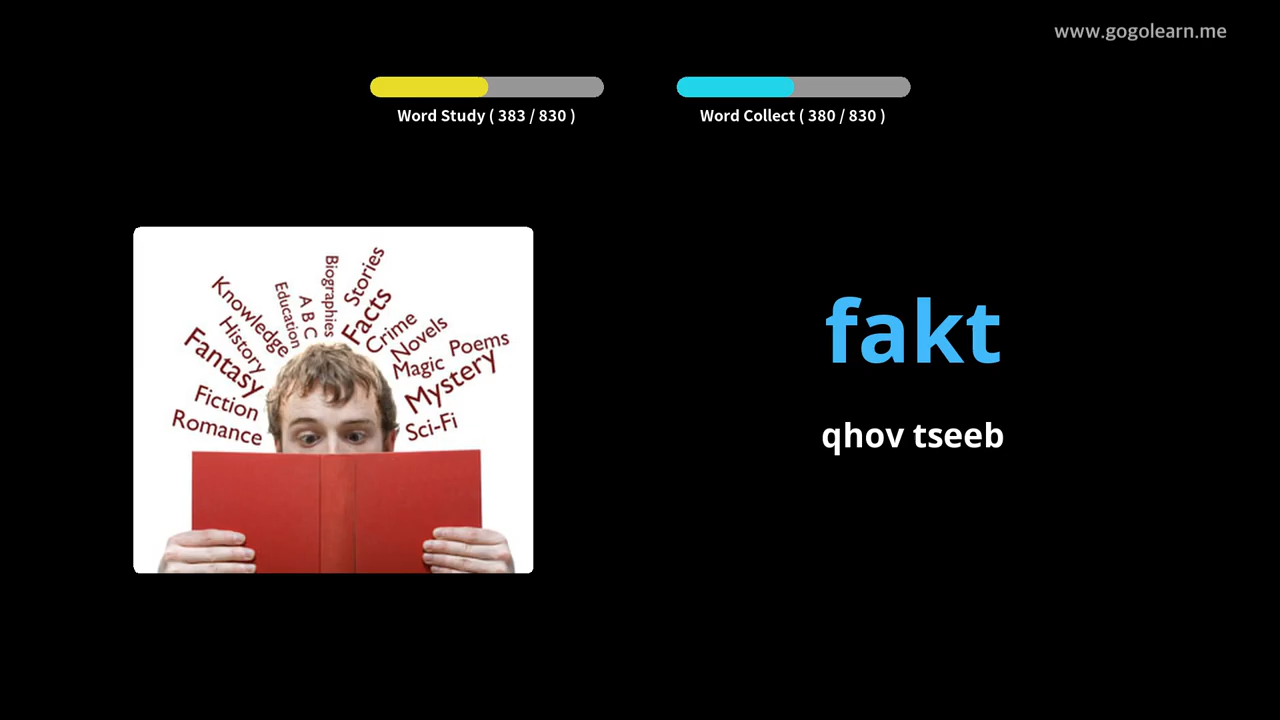 www.gogolearn.me
Word Study ( 383 / 830 )
Word Collect ( 380 / 830 )
Knowledge
History
Fantasy
Fiction
Romance
Education
A B C
Biographies
Stories
Facts
Crime
Novels
Magic
Poems
Mystery
Sci-Fi
fakt
qhov tseeb